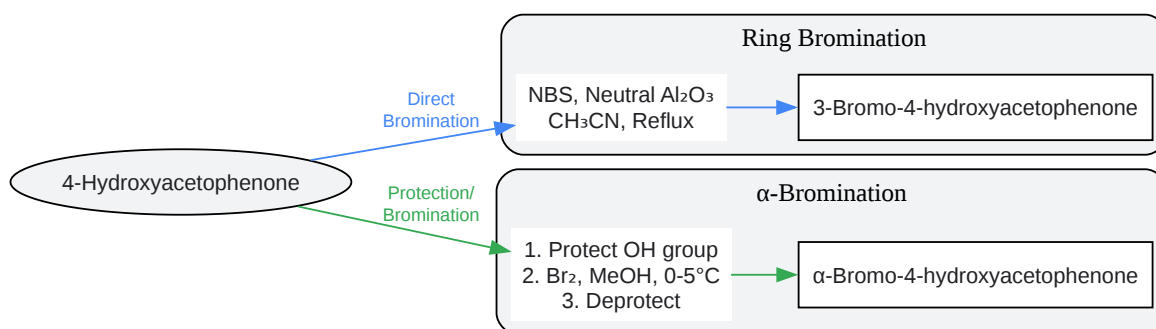 Ring Bromination
Direct
Bromination
NBS, Neutral Al₂O₃
CH₃CN, Reflux
3-Bromo-4-hydroxyacetophenone
4-Hydroxyacetophenone
Protection/
Bromination
α-Bromination
1. Protect OH group
2. Br₂, MeOH, 0-5°C
3. Deprotect
α-Bromo-4-hydroxyacetophenone